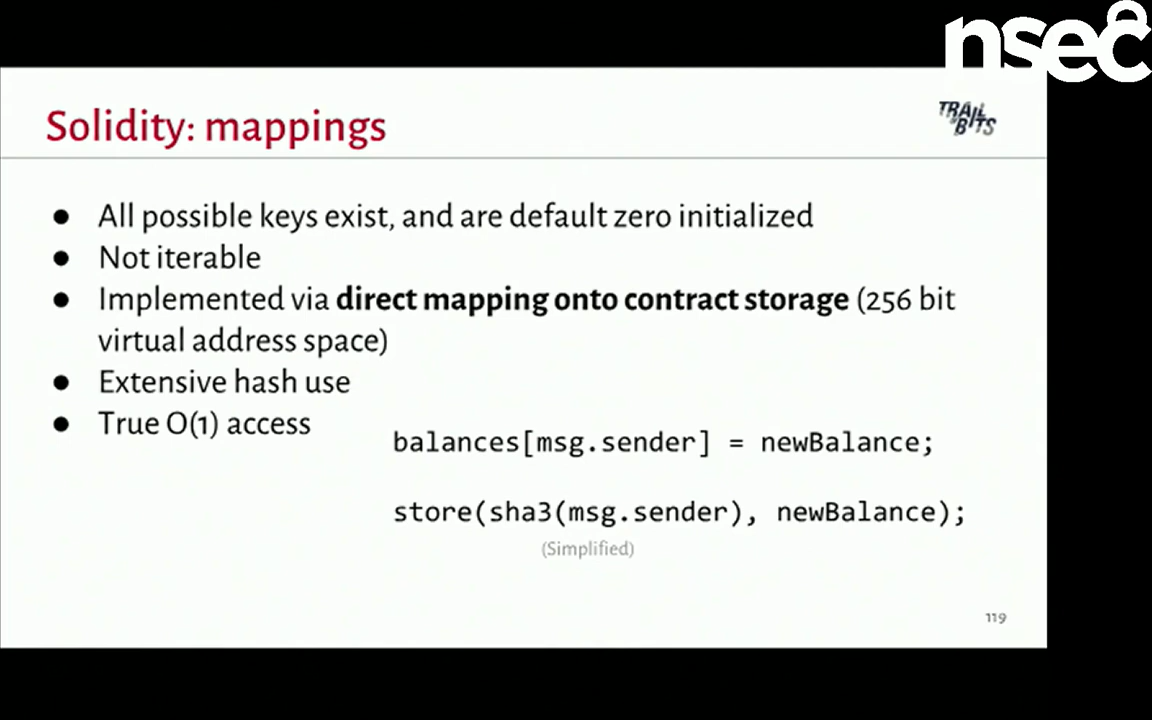 nsec
Solidity: mappings
TRAIL
OF BITS
● All possible keys exist, and are default zero initialized
● Not iterable
● Implemented via direct mapping onto contract storage (256 bit
virtual address space)
● Extensive hash use
● True O(1) access
balances[msg.sender] = newBalance;
store(sha3(msg.sender), newBalance);
(Simplified)
119